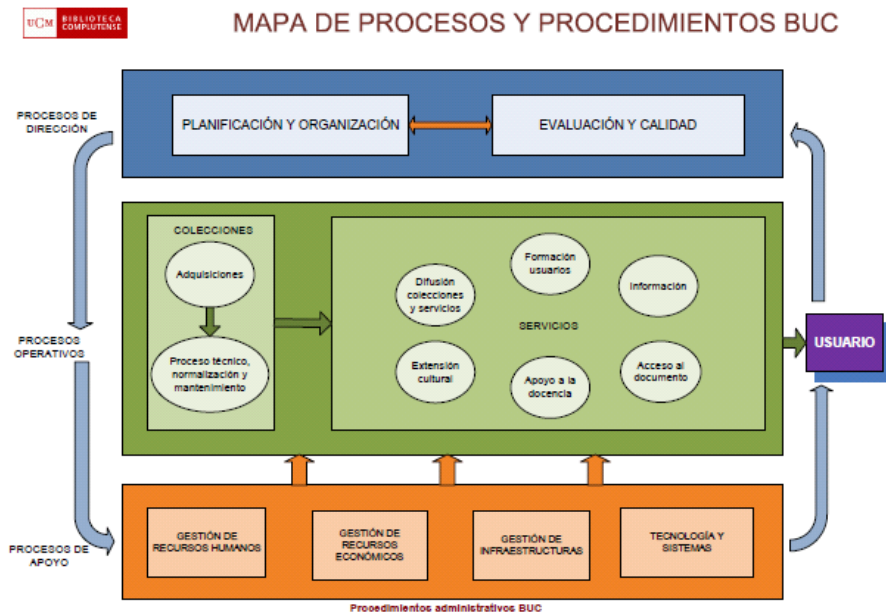 UCM BIBLIOTECA
COMPLUTENSE
MAPA DE PROCESOS Y PROCEDIMIENTOS BUC
PROCESOS DE
DIRECCIÓN
PLANIFICACIÓN Y ORGANIZACIÓN
EVALUACIÓN Y CALIDAD
PROCESOS
OPERATIVOS
COLECCIONES
Adquisiciones
Proceso técnico,
normalización y
mantenimiento
Difusión
colecciones
y servicios
Formación
usuarios
Información
SERVICIOS
Extensión
cultural
Apoyo a la
docencia
Acceso al
documento
USUARIO
PROCESOS DE
APOYO
GESTIÓN DE
RECURSOS HUMANOS
GESTIÓN DE
RECURSOS
ECONÓMICOS
GESTIÓN DE
INFRAESTRUCTURAS
TECNOLOGÍA Y
SISTEMAS
Procedimientos administrativos BUC